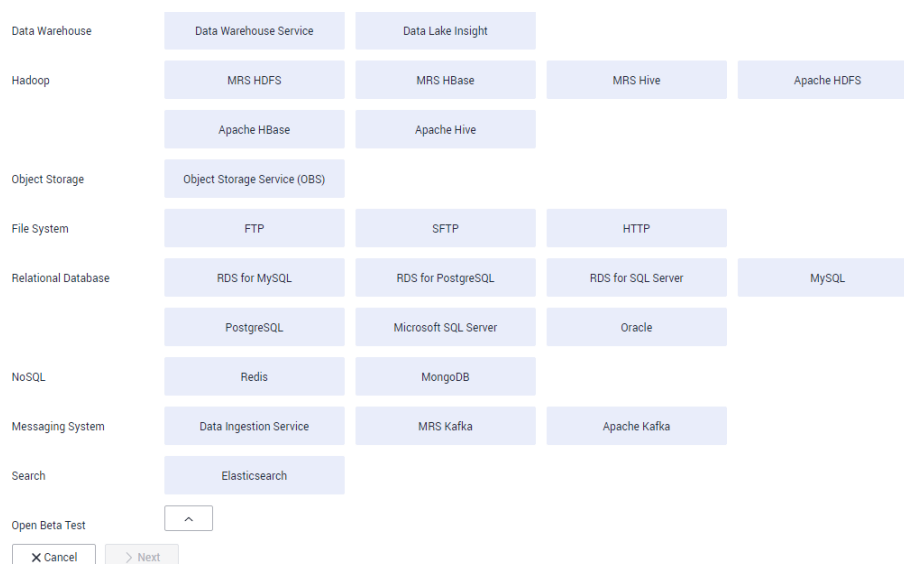 Data Warehouse Data Warehouse Service Data Lake Insight
Hadoop MRS HDFS MRS HBase MRS Hive Apache HDFS
Apache HBase Apache Hive
Object Storage Object Storage Service (OBS)
File System FTP SFTP HTTP
Relational Database RDS for MySQL RDS for PostgreSQL RDS for SQL Server MySQL
PostgreSQL Microsoft SQL Server Oracle
NoSQL Redis MongoDB
Messaging System Data Ingestion Service MRS Kafka Apache Kafka
Search Elasticsearch
Open Beta Test
Cancel Next